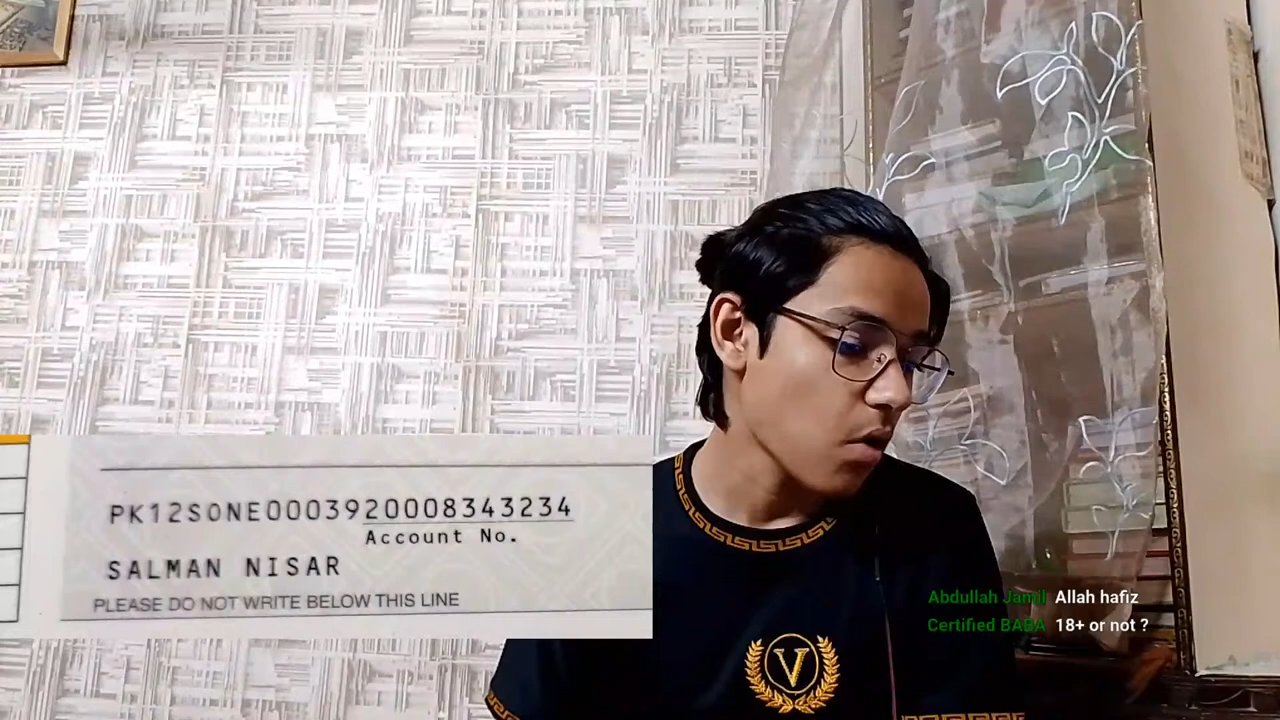 PK12SONE0003920008343234
Account No.
SALMAN NISAR
PLEASE DO NOT WRITE BELOW THIS LINE
V
Abdullah Jamil Allah hafiz
Certified BABA 18+ or not ?